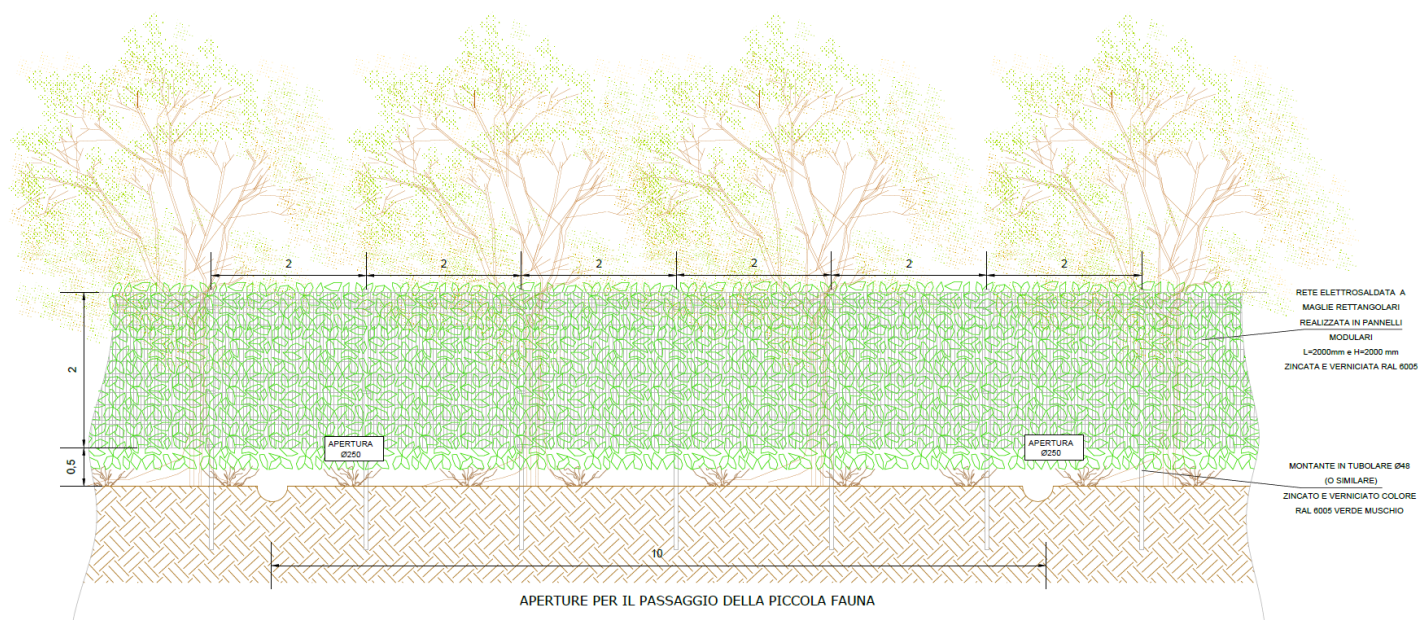 2
2
2
2
2
2
RETE ELETTROSALDATA A
MAGLIE RETTANGOLARI
REALIZZATA IN PANNELLI
MODULARI
L=2000mm e H=2000 mm
ZINCATA E VERNICIATA RAL 6005
2
APERTURA
Ø250
APERTURA
Ø250
0,5
MONTANTE IN TUBOLARE Ø48
(O SIMILARE)
ZINCATO E VERNICIATO COLORE
RAL 6005 VERDE MUSCHIO
10
APERTURE PER IL PASSAGGIO DELLA PICCOLA FAUNA